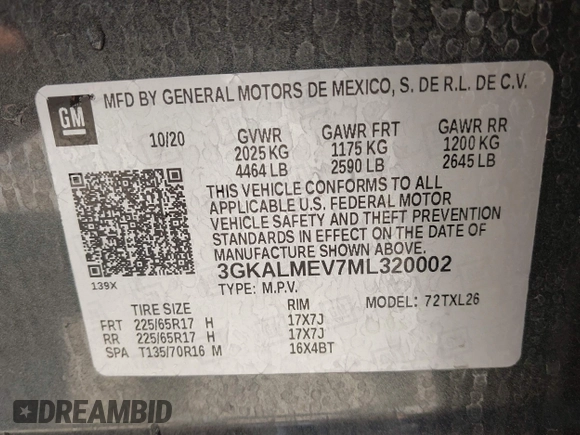 GM
MFD BY GENERAL MOTORS DE MEXICO, S. DE R.L. DE C.V.
10/20 GVWR GAWR FRT GAWR RR
2025 KG 1175 KG 1200 KG
4464 LB 2590 LB 2645 LB
THIS VEHICLE CONFORMS TO ALL
APPLICABLE U.S. FEDERAL MOTOR
VEHICLE SAFETY AND THEFT PREVENTION
STANDARDS IN EFFECT ON THE DATE OF
MANUFACTURE SHOWN ABOVE.
139X
3GKALMEV7ML320002
TYPE: M.P.V. MODEL: 72TXL26
TIRE SIZE RIM
FRT 225/65R17 H 17X7J
RR 225/65R17 H 17X7J
SPA T135/70R16 M 16X4BT
DREAMBID